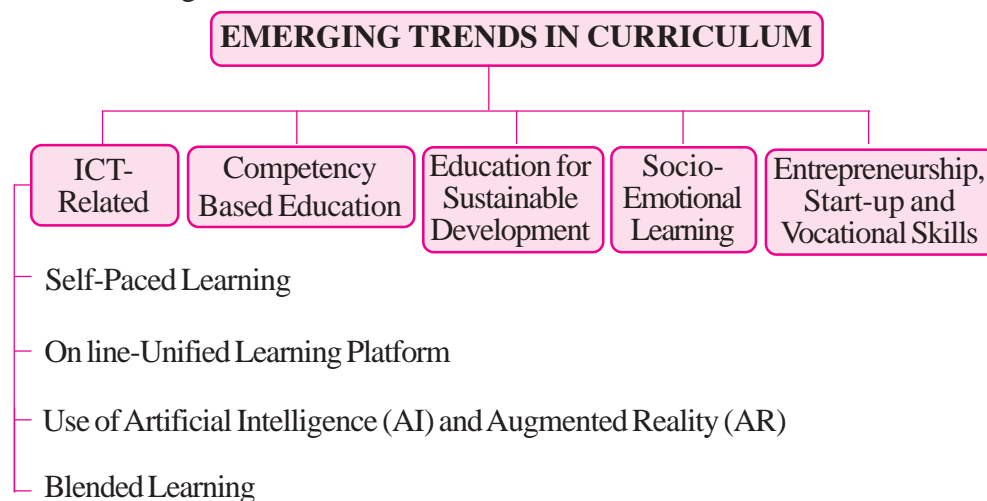 EMERGING TRENDS IN CURRICULUM
ICT-
Related
Competency
Based Education
Education for
Sustainable
Development
Socio-
Emotional
Learning
Entrepreneurship,
Start-up and
Vocational Skills
Self-Paced Learning
On line-Unified Learning Platform
Use of Artificial Intelligence (AI) and Augmented Reality (AR)
Blended Learning